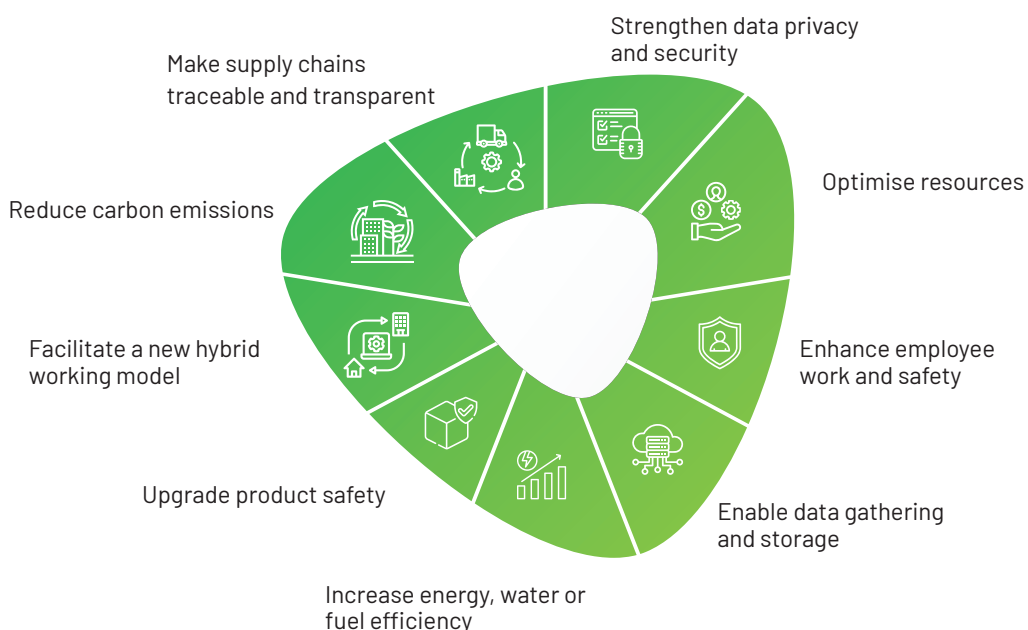 Strengthen data privacy
and security
Make supply chains
traceable and transparent
Optimise resources
Reduce carbon emissions
Facilitate a new hybrid
working model
Enhance employee
work and safety
Upgrade product safety
Enable data gathering
and storage
Increase energy, water or
fuel efficiency